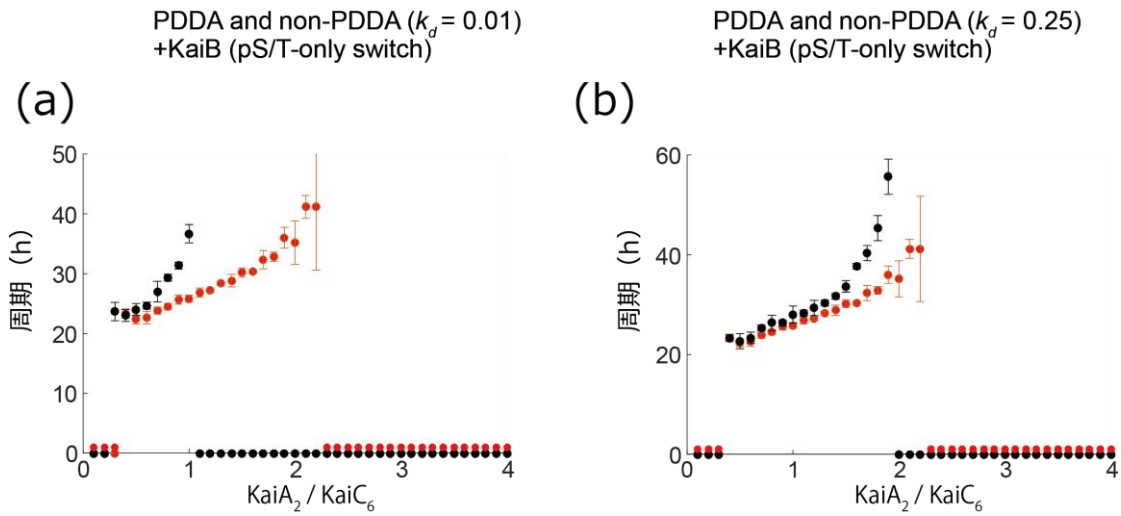 PDDA and non-PDDA (kd = 0.01)
+KaiB (pS/T-only switch)
PDDA and non-PDDA (kd = 0.25)
+KaiB (pS/T-only switch)
(a)
50
40
30
20
10
0
周期 (h)
0 1 2 3 4
KaiA2 / KaiC6
(b)
60
40
20
0
周期 (h)
0 1 2 3 4
KaiA2 / KaiC6